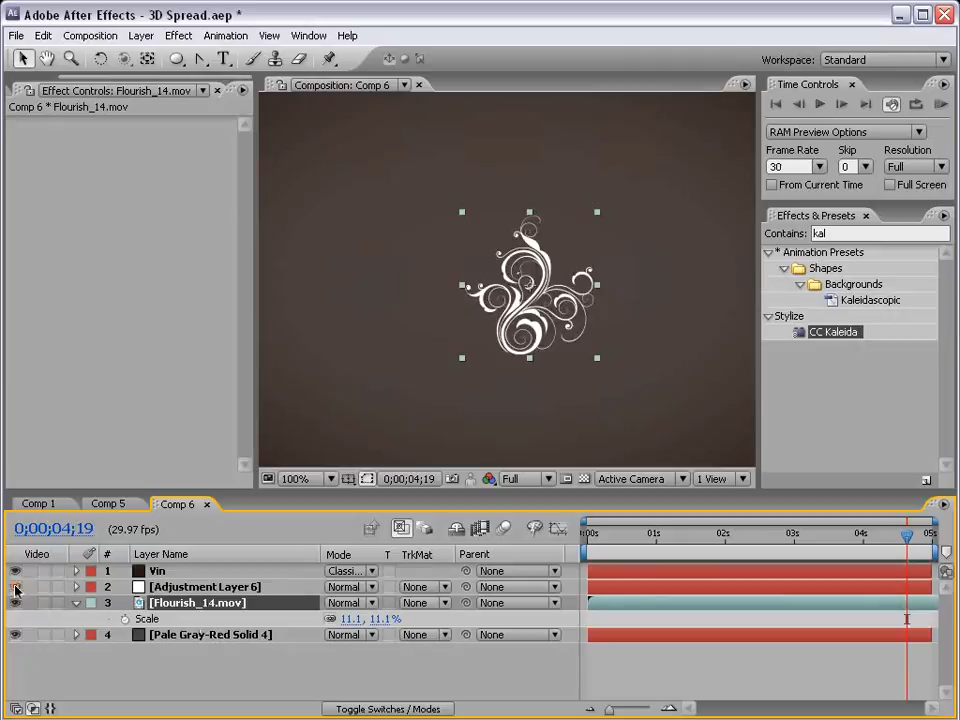 Adobe After Effects - 3D Spread.aep *
File Edit Composition Layer Effect Animation View Window Help
Workspace: Standard
Effect Controls: Flourish_14.mov
Comp 6 * Flourish_14.mov
Composition: Comp 6
Time Controls
RAM Preview Options
Frame Rate Skip Resolution
30 0 Full
From Current Time Full Screen
Effects & Presets
Contains: kal
* Animation Presets
Shapes
Backgrounds
Kaleidascopic
Stylize
CC Kaleida
100% 0;00;04;19 Full Active Camera 1 View
Comp 1 Comp 5 Comp 6
0;00;04;19 (29.97 fps)
:00s 01s 02s 03s 04s 05s
Video # Layer Name Mode T TrkMat Parent
1 Vin Classi... None
2 [Adjustment Layer 6] Normal None None
3 [Flourish_14.mov] Normal None None
Scale 11.1, 11.1%
4 [Pale Gray-Red Solid 4] Normal None None
Toggle Switches / Modes